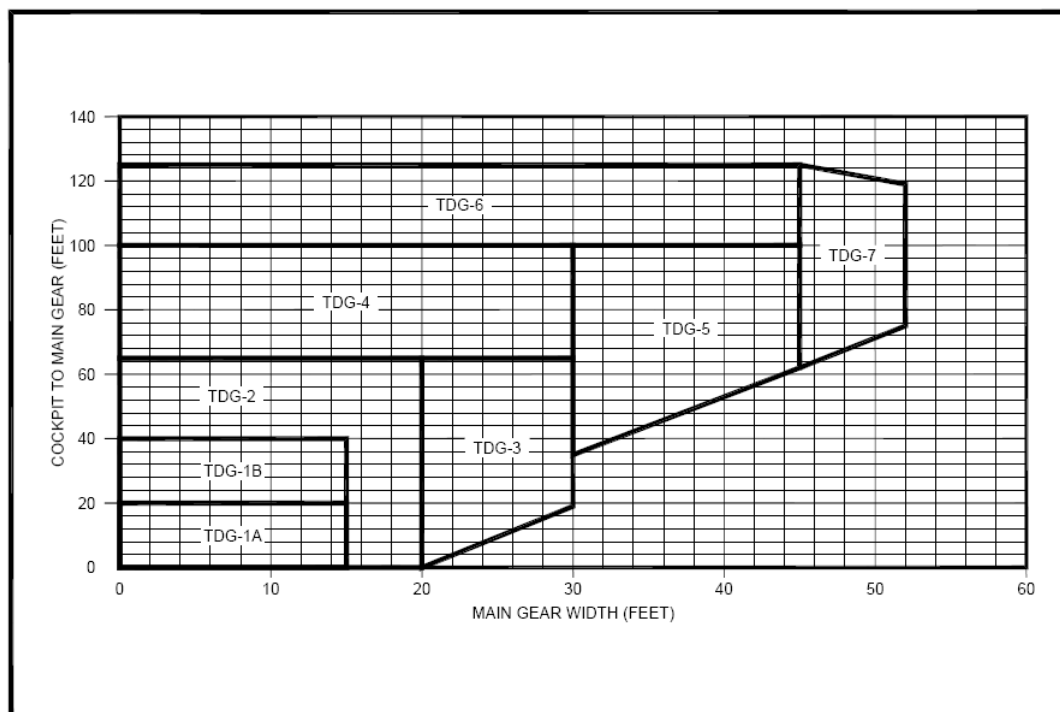 140
120
100
80
60
40
20
0
COCKPIT TO MAIN GEAR (FEET)
TDG-6
TDG-7
TDG-4
TDG-5
TDG-2
TDG-3
TDG-1B
TDG-1A
0 10 20 30 40 50 60
MAIN GEAR WIDTH (FEET)